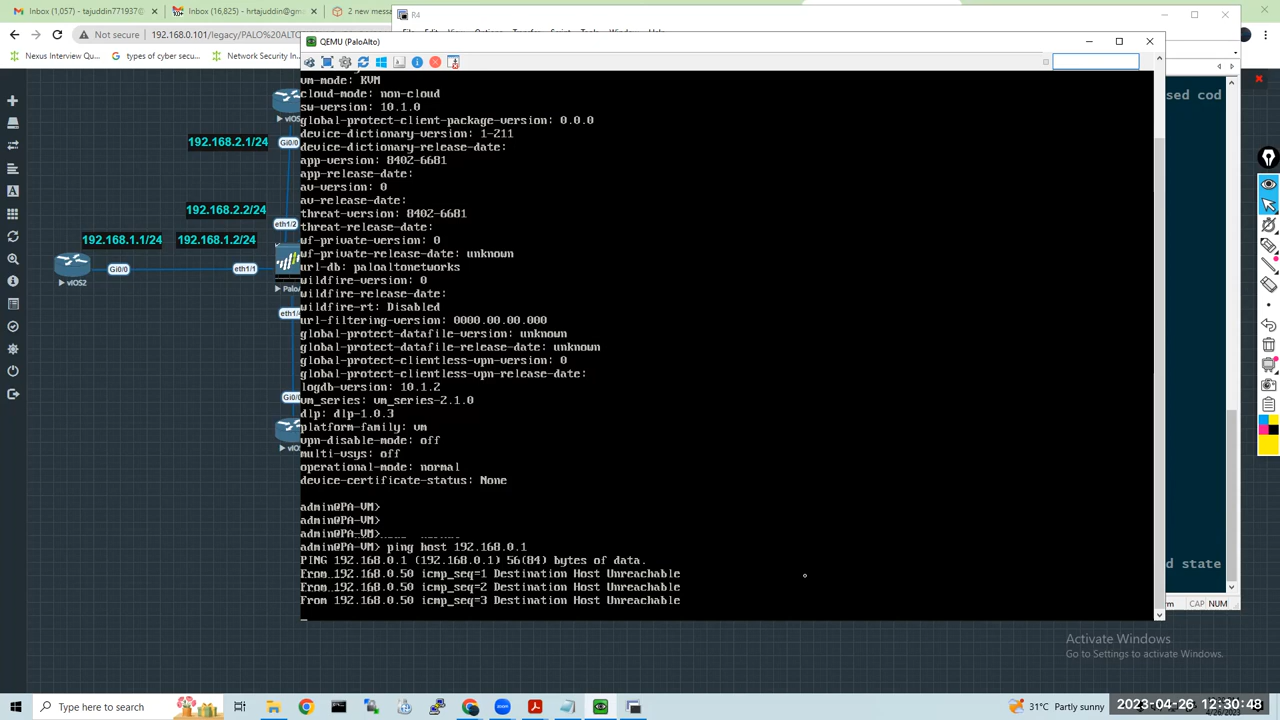 Inbox (1,057) - ajuddin771937
Inbox (16,825) -
R4
Not secure
192.168.0.101/legacy/PALO%20ALTO
Nexus Interview Qu
Types of cyber secur
Network Security In
QEMU (PaloAlto)
vm-mode: KVM
cloud-mode: non-cloud
sw-version: 10.1.0
global-protect-client-package-version: 0.0.0
device-dictionary-version: 1-211
device-dictionary-release-date:
app-version: 8402-6681
app-release-date:
av-version: 0
av-release-date:
threat-version: 8402-6681
threat-release-date:
wf-private-version: 0
wf-private-release-date: unknown
url-db: paloaltonetworks
wildfire-version: 0
wildfire-release-date:
wildfire-rt: Disabled
url-filtering-version: 0000.00.00.000
global-protect-datafile-version: unknown
global-protect-datafile-release-date: unknown
global-protect-clientless-vpn-version: 0
global-protect-clientless-vpn-release-date:
logdb-version: 10.1.2
vm_series: vm_series-2.1.0
dlp: dlp-1.0.3
platform-family: vm
vpn-disable-mode: off
multi-vsys: off
operational-mode: normal
device-certificate-status: None
admin@PA-VM>
admin@PA-VM>
admin@PA-VM>
admin@PA-VM> ping host 192.168.0.1
PING 192.168.0.1 (192.168.0.1) 56(84) bytes of data.
From 192.168.0.50 icmp_seq=1 Destination Host Unreachable
From 192.168.0.50 icmp_seq=2 Destination Host Unreachable
From 192.168.0.50 icmp_seq=3 Destination Host Unreachable
192.168.2.1/24
Gi0/0
192.168.2.2/24
eth1/2
192.168.1.1/24
192.168.1.2/24
Gi0/0
eth1/1
vIOS2
sed cod
d state
CAP
NUM
Activate Windows
Go to Settings to activate Windows.
Type here to search
31°C Partly sunny
2023-04-26 12:30:48